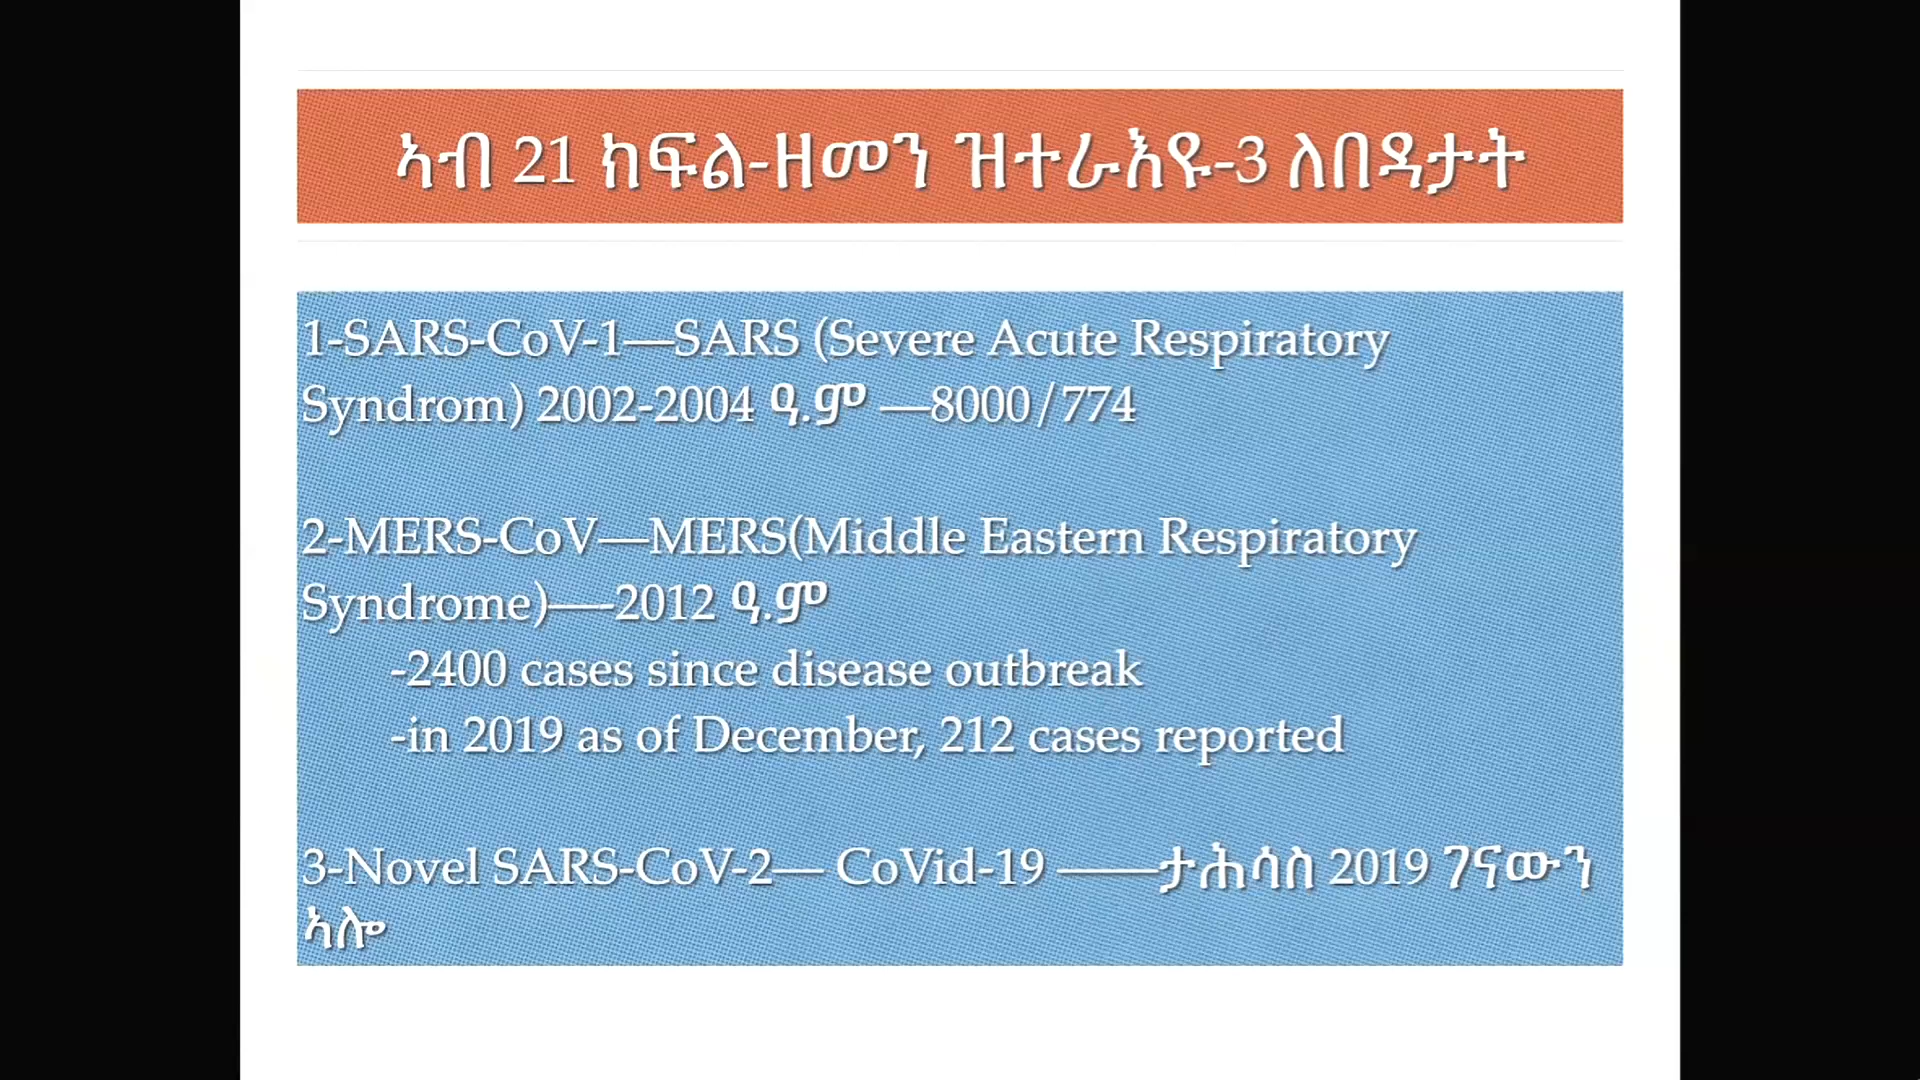 ኣብ 21 ክፍል-ዘመን ዝተራእዩ-3 ለበዳታት
1-SARS-CoV-1—SARS (Severe Acute Respiratory
Syndrom) 2002-2004 ዓ.ም —8000/774
2-MERS-CoV—MERS(Middle Eastern Respiratory
Syndrome)—-2012 ዓ.ም
-2400 cases since disease outbreak
-in 2019 as of December, 212 cases reported
3-Novel SARS-CoV-2— CoVid-19 ——ታሕሳስ 2019 ገናውን
ኣሎ